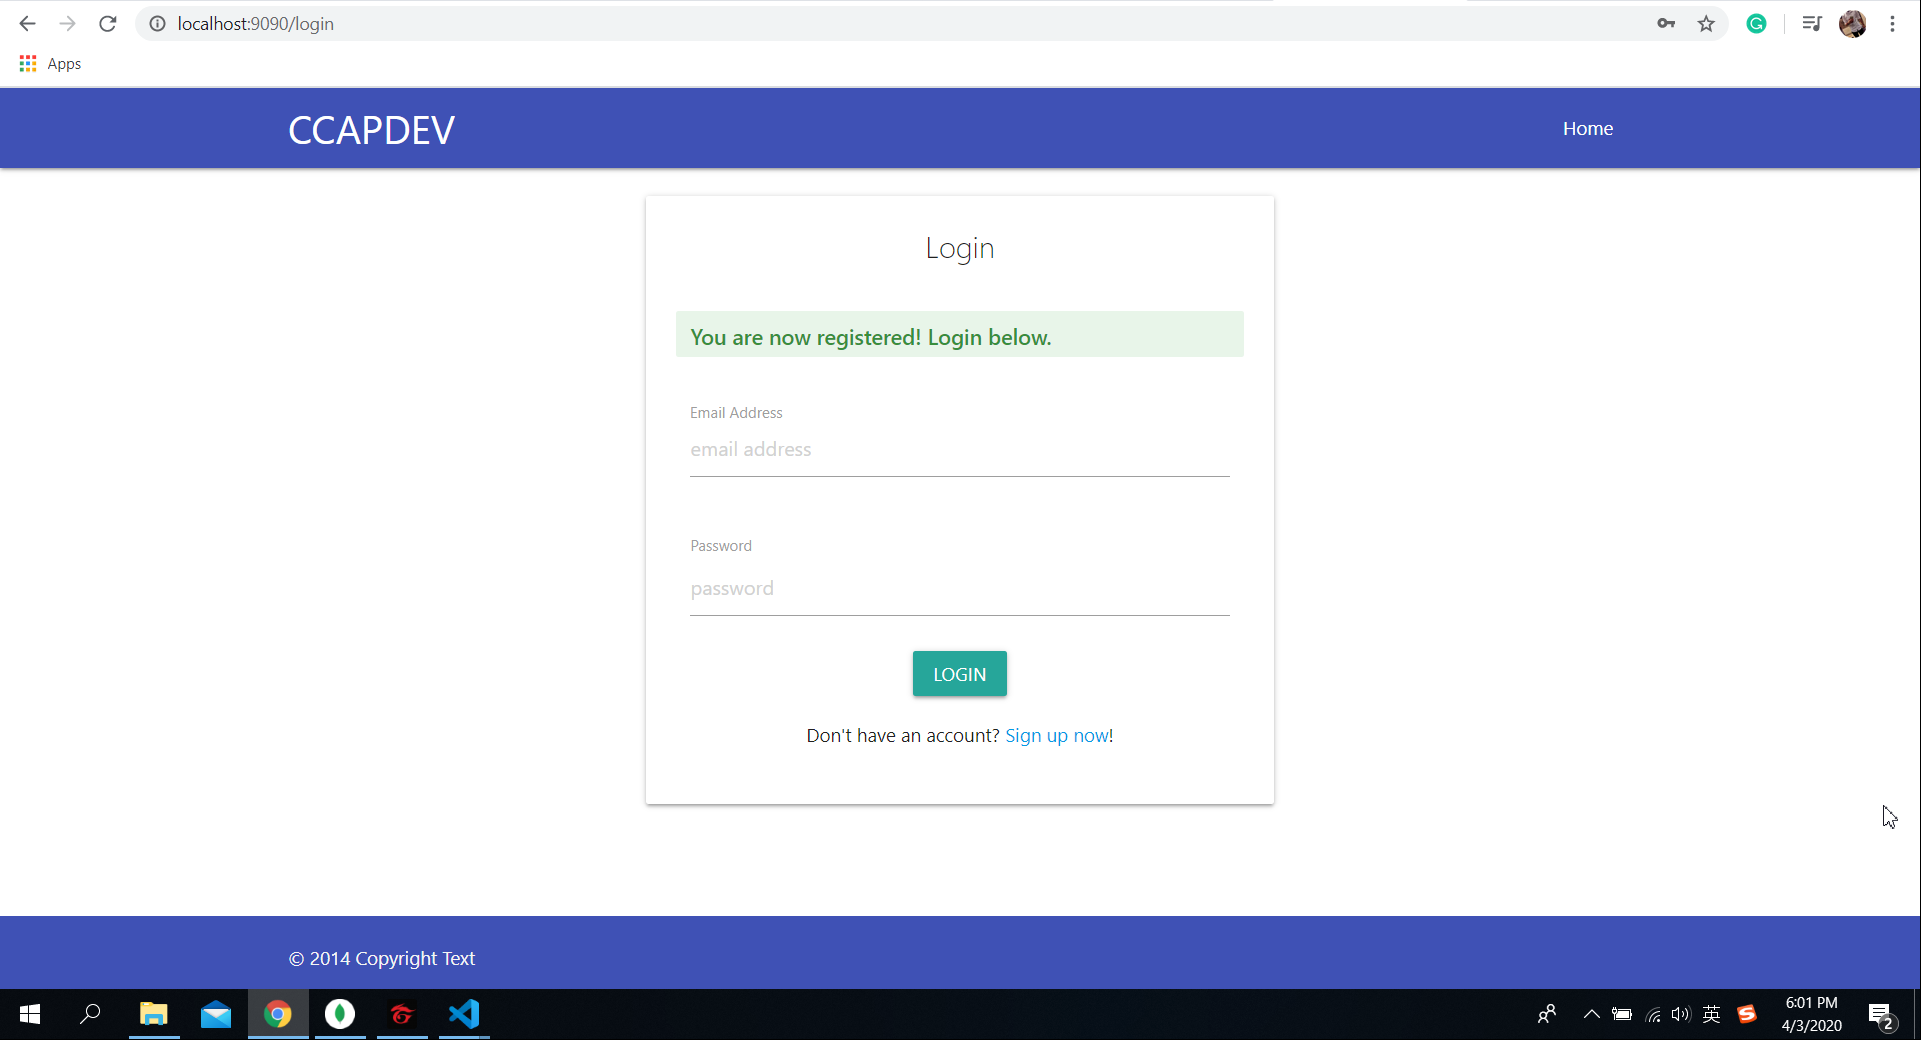 localhost:9090/login
Apps
CCAPDEV
Home
Login
You are now registered! Login below.
Email Address
email address
Password
password
LOGIN
Don't have an account? Sign up now!
© 2014 Copyright Text
英
6:01 PM
4/3/2020
2